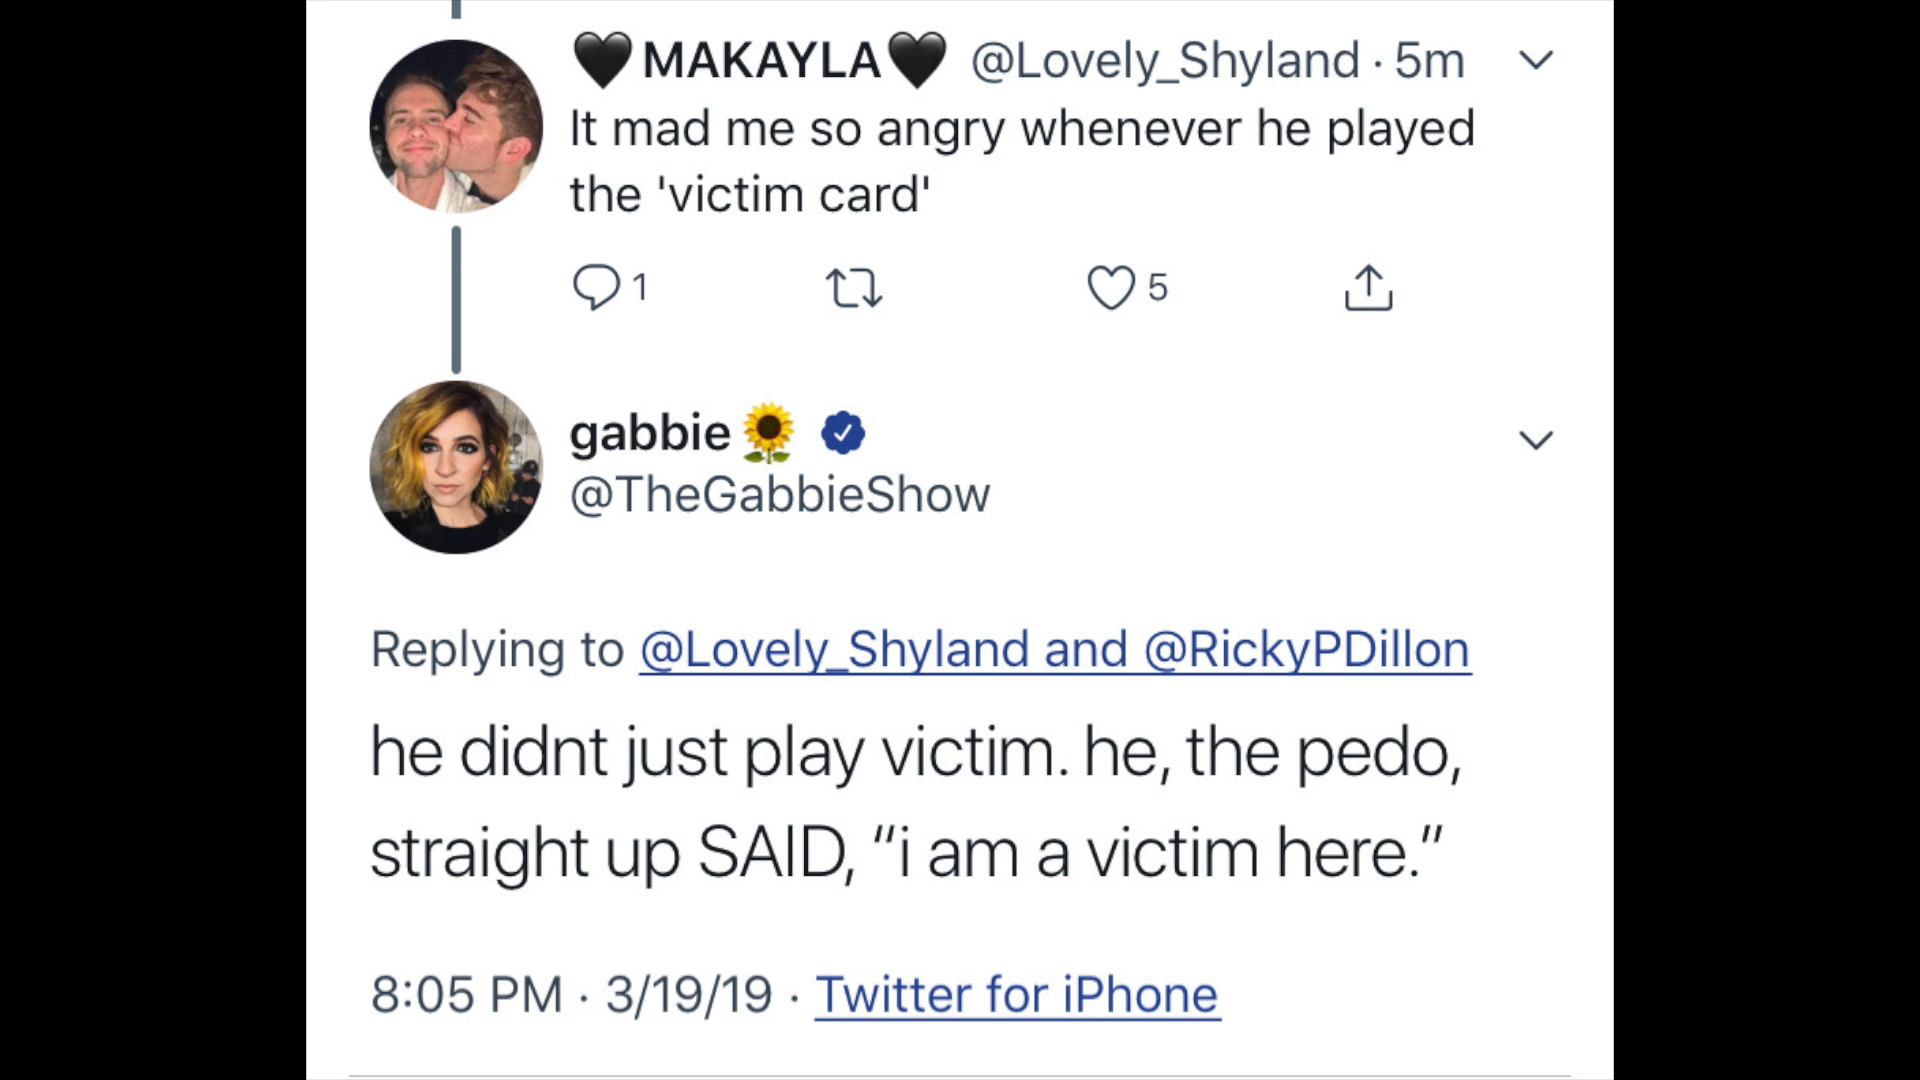 🖤MAKAYLA🖤 @Lovely_Shyland · 5m
It mad me so angry whenever he played
the 'victim card'
1 5
gabbie🌻
@TheGabbieShow
Replying to @Lovely_Shyland and @RickyPDillon
he didnt just play victim. he, the pedo,
straight up SAID, “i am a victim here.”
8:05 PM · 3/19/19 · Twitter for iPhone